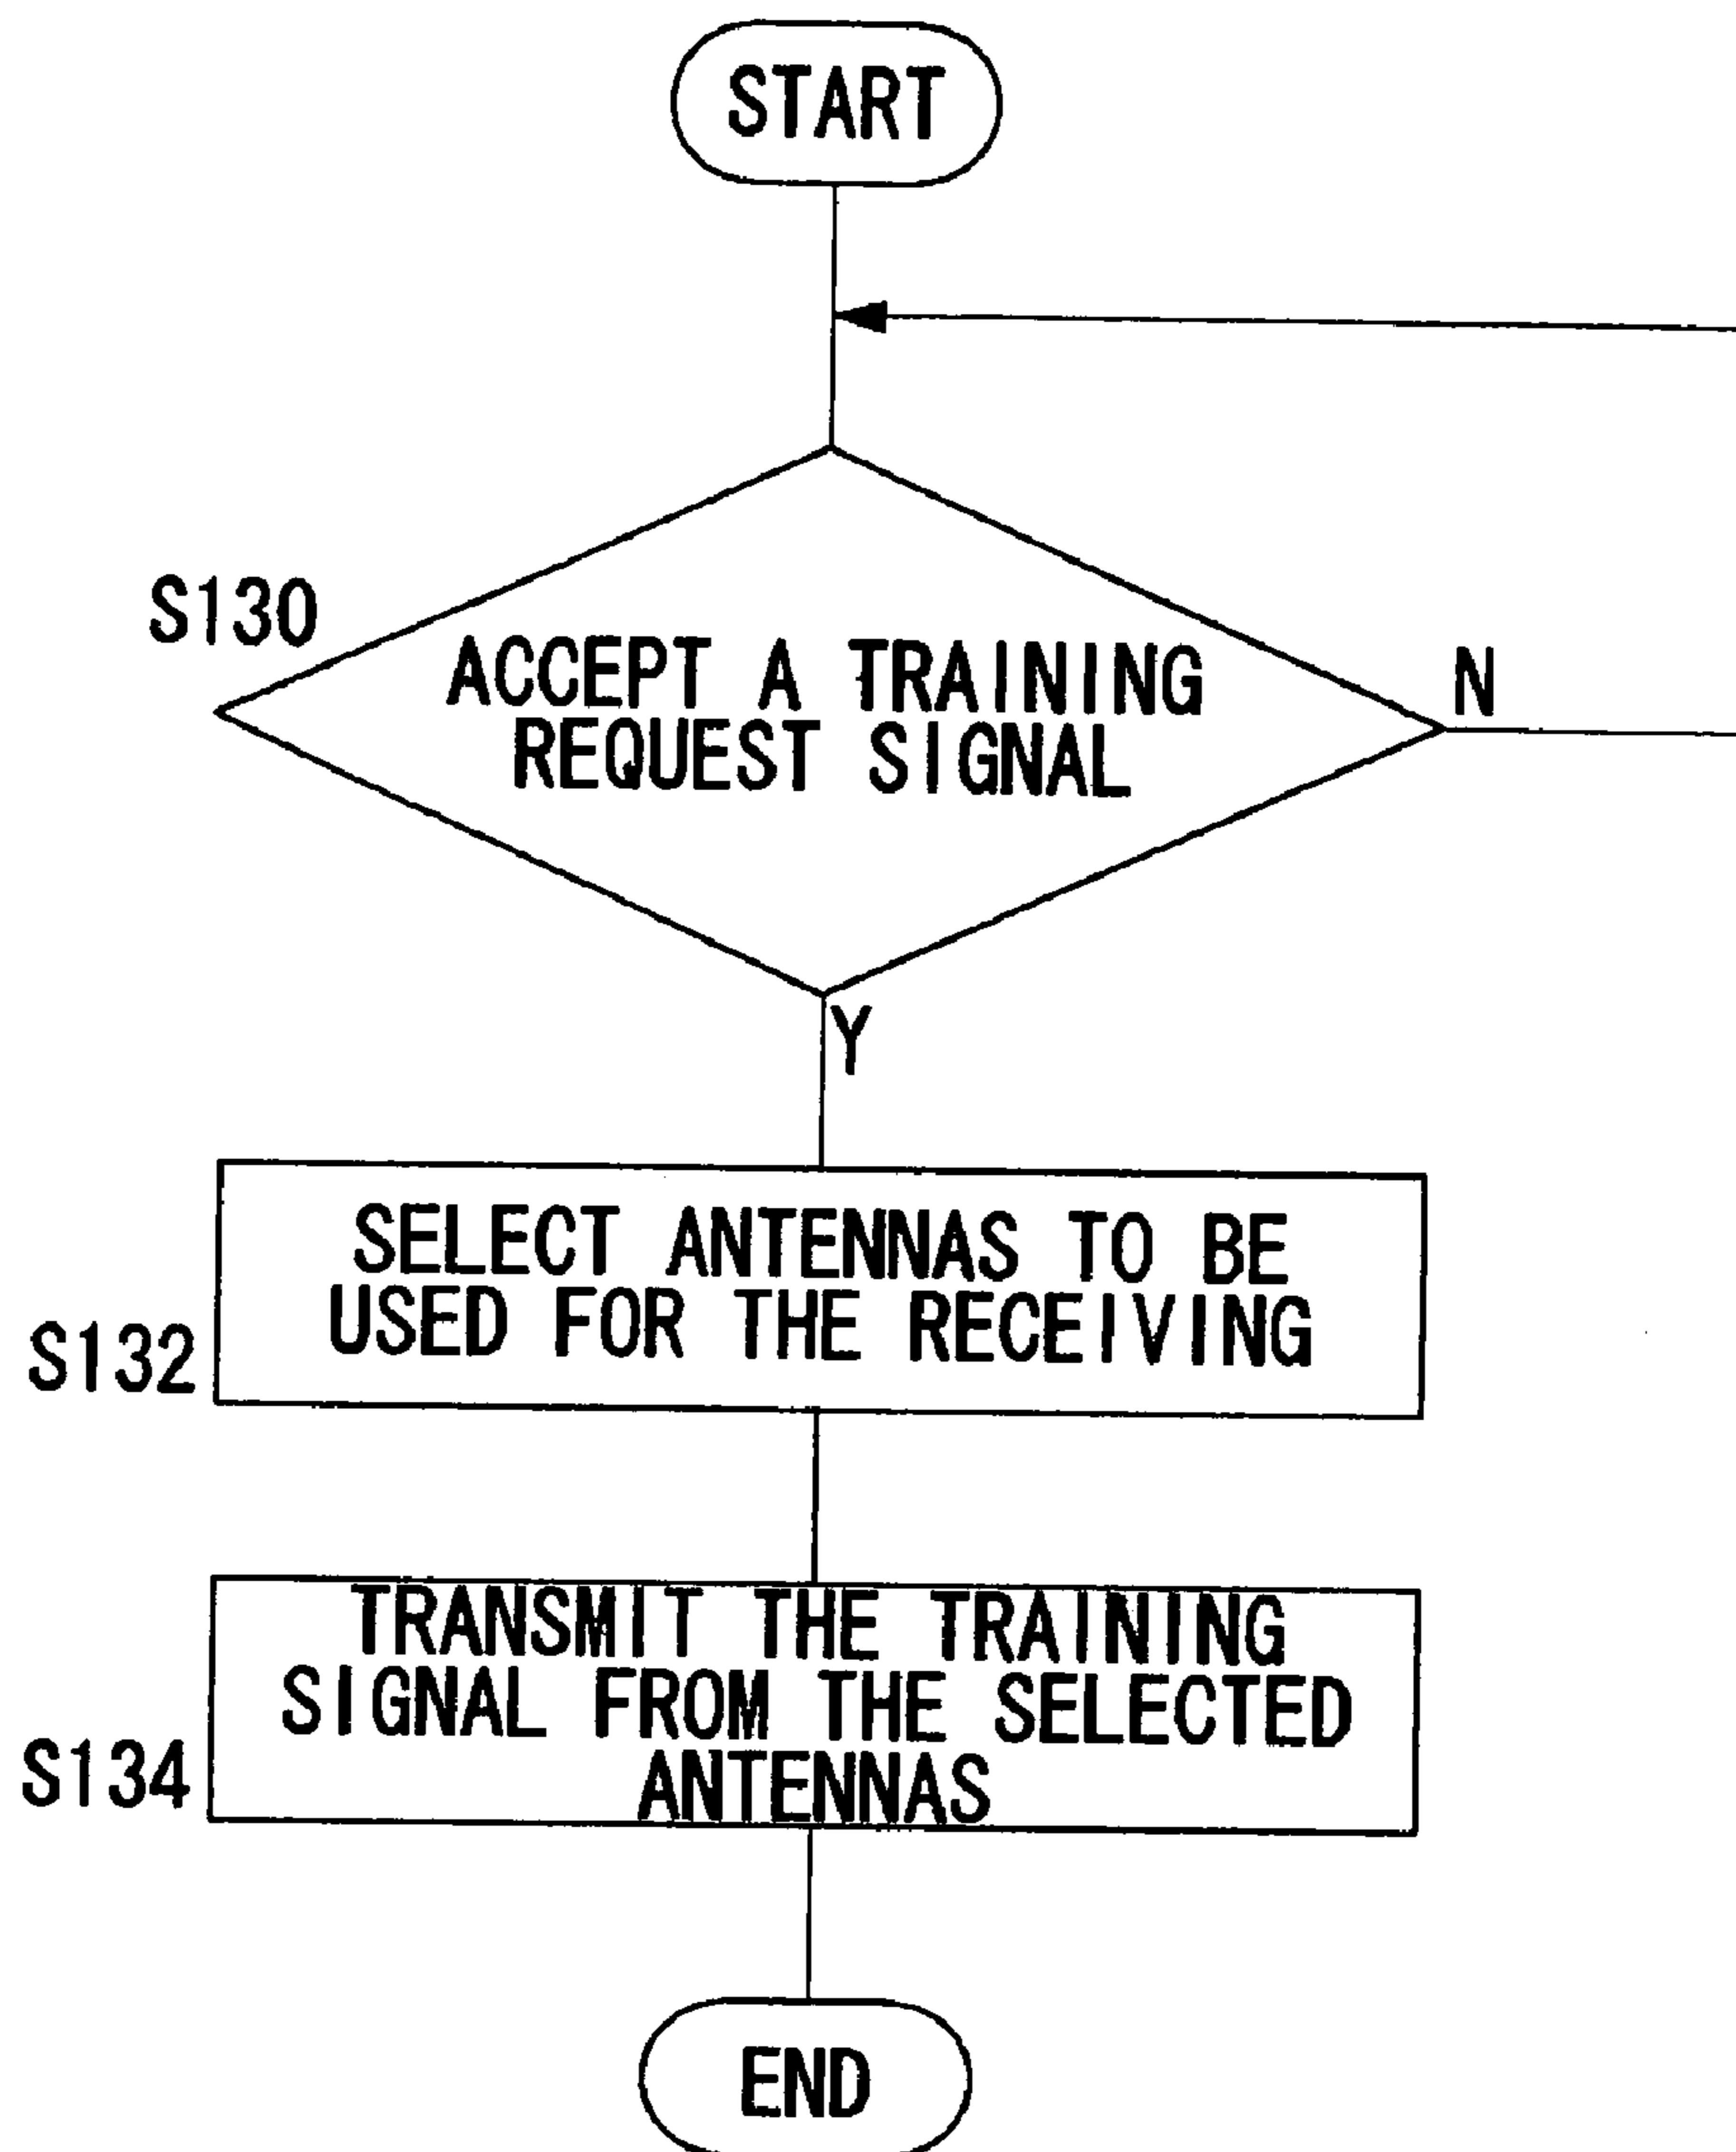 START
S130
ACCEPT A TRAINING
REQUEST SIGNAL
N
Y
SELECT ANTENNAS TO BE
USED FOR THE RECEIVING
S132
TRANSMIT THE TRAINING
SIGNAL FROM THE SELECTED
ANTENNAS
S134
END